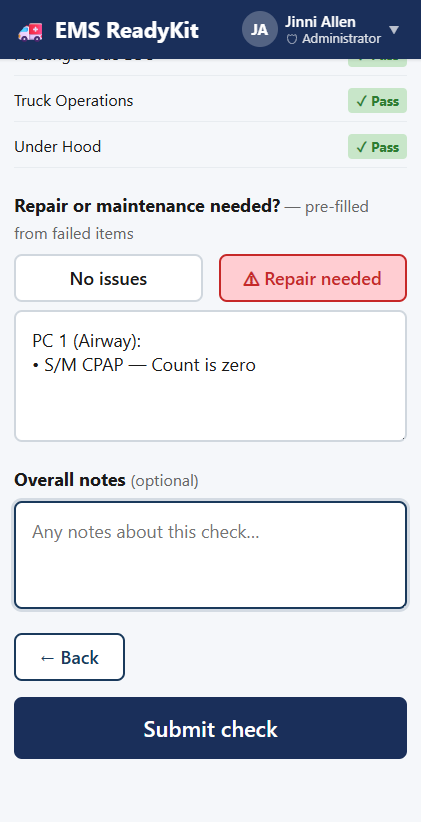 EMS ReadyKit
JA
Jinni Allen
Administrator
Truck Operations
✓ Pass
Under Hood
✓ Pass
Repair or maintenance needed? — pre-filled
from failed items
No issues
⚠ Repair needed
PC 1 (Airway):
• S/M CPAP — Count is zero
Overall notes (optional)
Any notes about this check...
← Back
Submit check